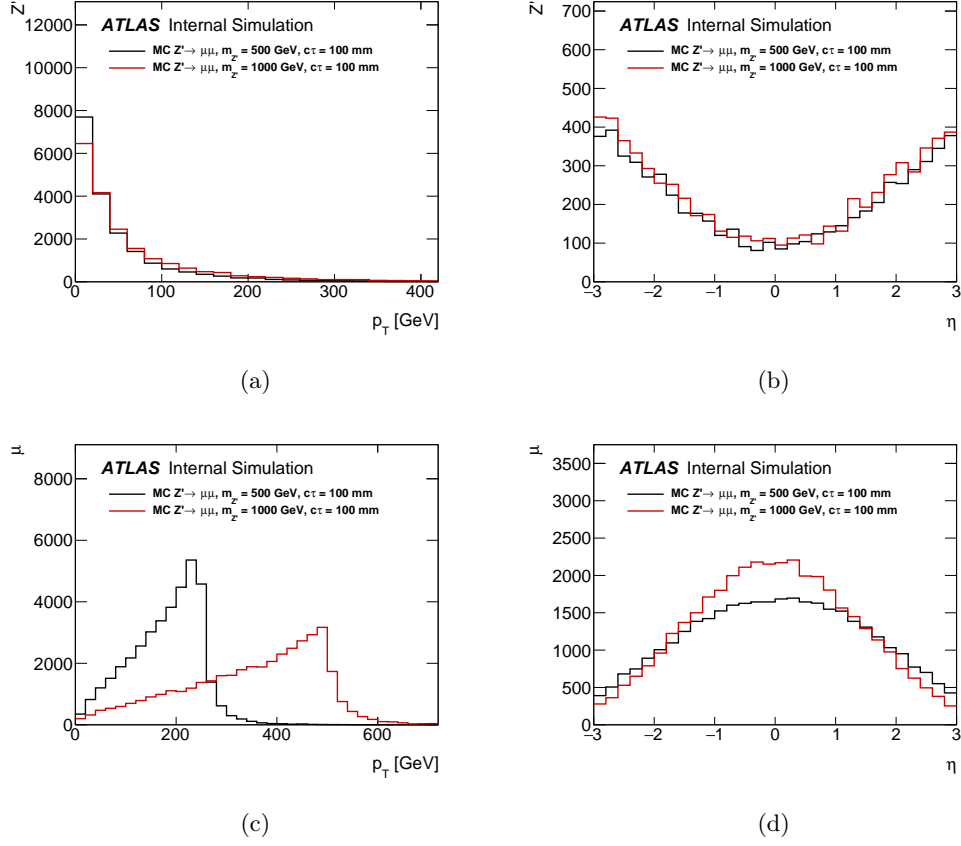 Z'
12000
10000
8000
6000
4000
2000
0
ATLAS Internal Simulation
MC Z'→ μμ, m_Z' = 500 GeV, cτ = 100 mm
MC Z'→ μμ, m_Z' = 1000 GeV, cτ = 100 mm
100 200 300 400
p_T [GeV]
(a)
Z'
700
600
500
400
300
200
100
0
ATLAS Internal Simulation
MC Z'→ μμ, m_Z' = 500 GeV, cτ = 100 mm
MC Z'→ μμ, m_Z' = 1000 GeV, cτ = 100 mm
−3 −2 −1 0 1 2 3
η
(b)
μ
8000
6000
4000
2000
0
ATLAS Internal Simulation
MC Z'→ μμ, m_Z' = 500 GeV, cτ = 100 mm
MC Z'→ μμ, m_Z' = 1000 GeV, cτ = 100 mm
0 200 400 600
p_T [GeV]
(c)
μ
3500
3000
2500
2000
1500
1000
500
0
ATLAS Internal Simulation
MC Z'→ μμ, m_Z' = 500 GeV, cτ = 100 mm
MC Z'→ μμ, m_Z' = 1000 GeV, cτ = 100 mm
−3 −2 −1 0 1 2 3
η
(d)